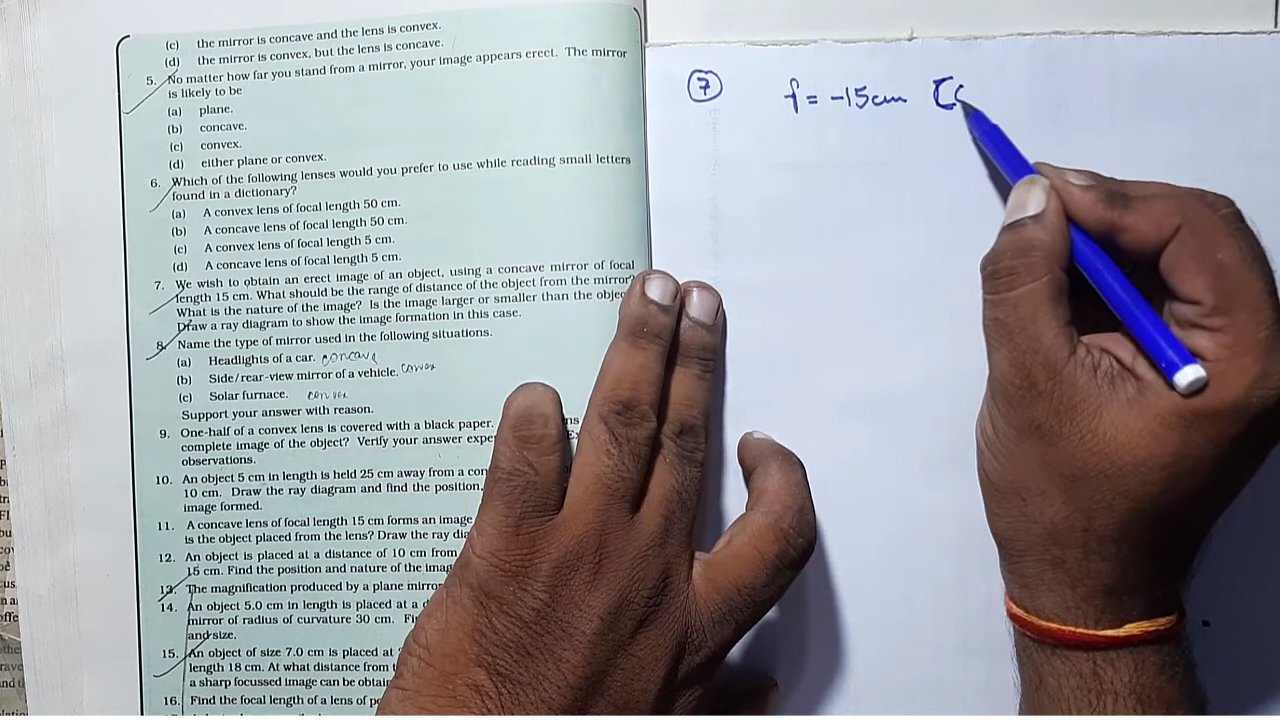 (c) the mirror is concave and the lens is convex.
(d) the mirror is convex, but the lens is concave.
5. No matter how far you stand from a mirror, your image appears erect. The mirror
is likely to be
(a) plane.
(b) concave.
(c) convex.
(d) either plane or convex.
6. Which of the following lenses would you prefer to use while reading small letters
found in a dictionary?
(a) A convex lens of focal length 50 cm.
(b) A concave lens of focal length 50 cm.
(c) A convex lens of focal length 5 cm.
(d) A concave lens of focal length 5 cm.
7. We wish to obtain an erect image of an object, using a concave mirror of focal
length 15 cm. What should be the range of distance of the object from the mirror?
What is the nature of the image? Is the image larger or smaller than the
Draw a ray diagram to show the image formation in this case.
8. Name the type of mirror used in the following situations.
(a) Headlights of a car. concave
(b) Side/rear-view mirror of a vehicle. convex
(c) Solar furnace. convex
Support your answer with reason.
9. One-half of a convex lens is covered with a black paper.
complete image of the object? Verify your answer
observations.
10. An object 5 cm in length is held 25 cm away from a
10 cm. Draw the ray diagram and find the position,
image formed.
11. A concave lens of focal length 15 cm forms an image
is the object placed from the lens? Draw the ray
12. An object is placed at a distance of 10 cm from
15 cm. Find the position and nature of the
13. The magnification produced by a plane
14. An object 5.0 cm in length is placed at a
mirror of radius of curvature 30 cm.
and size.
15. An object of size 7.0 cm is placed at
length 18 cm. At what distance from
a sharp focussed image can be
16. Find the focal length of a lens of
7 f = -15 cm [c